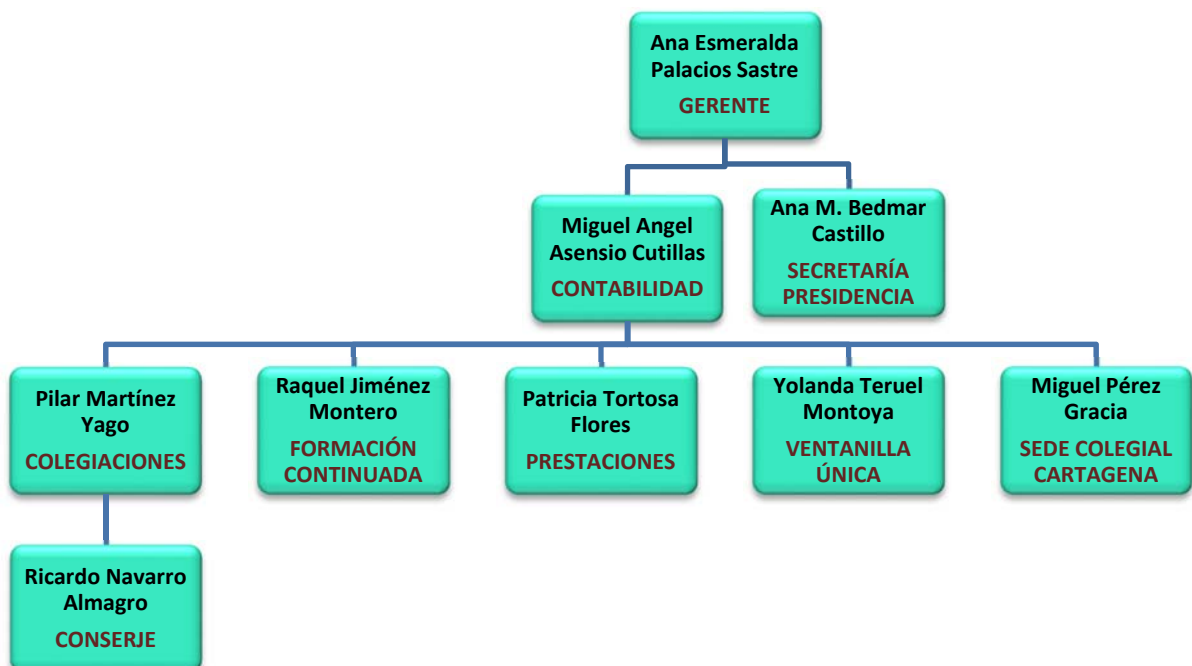 Ana Esmeralda
Palacios Sastre
GERENTE
Miguel Angel
Asensio Cutillas
CONTABILIDAD
Ana M. Bedmar
Castillo
SECRETARÍA
PRESIDENCIA
Pilar Martínez
Yago
COLEGIACIONES
Raquel Jiménez
Montero
FORMACIÓN
CONTINUADA
Patricia Tortosa
Flores
PRESTACIONES
Yolanda Teruel
Montoya
VENTANILLA
ÚNICA
Miguel Pérez
Gracia
SEDE COLEGIAL
CARTAGENA
Ricardo Navarro
Almagro
CONSERJE